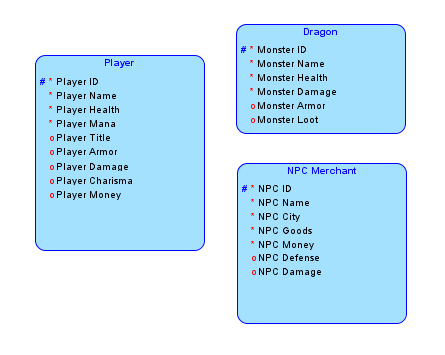 Player
# * Player ID
* Player Name
* Player Health
* Player Mana
o Player Title
o Player Armor
o Player Damage
o Player Charisma
o Player Money
Dragon
# * Monster ID
* Monster Name
* Monster Health
* Monster Damage
o Monster Armor
o Monster Loot
NPC Merchant
# * NPC ID
* NPC Name
* NPC City
* NPC Goods
* NPC Money
o NPC Defense
o NPC Damage